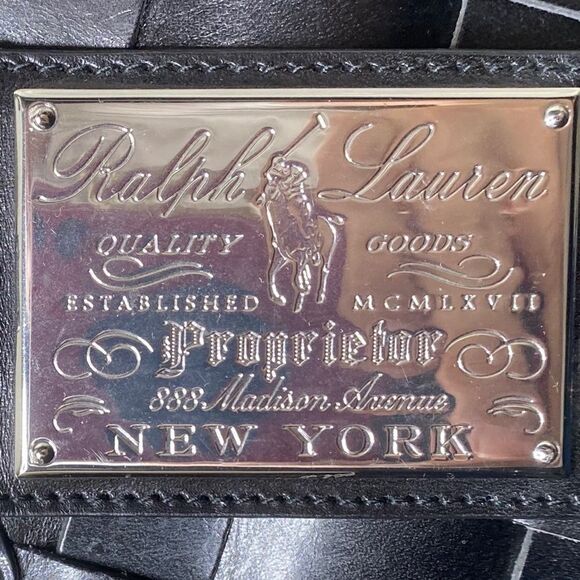 Ralph Lauren
QUALITY GOODS
ESTABLISHED MCMLXVII
Proprietor
888 Madison Avenue
NEW YORK